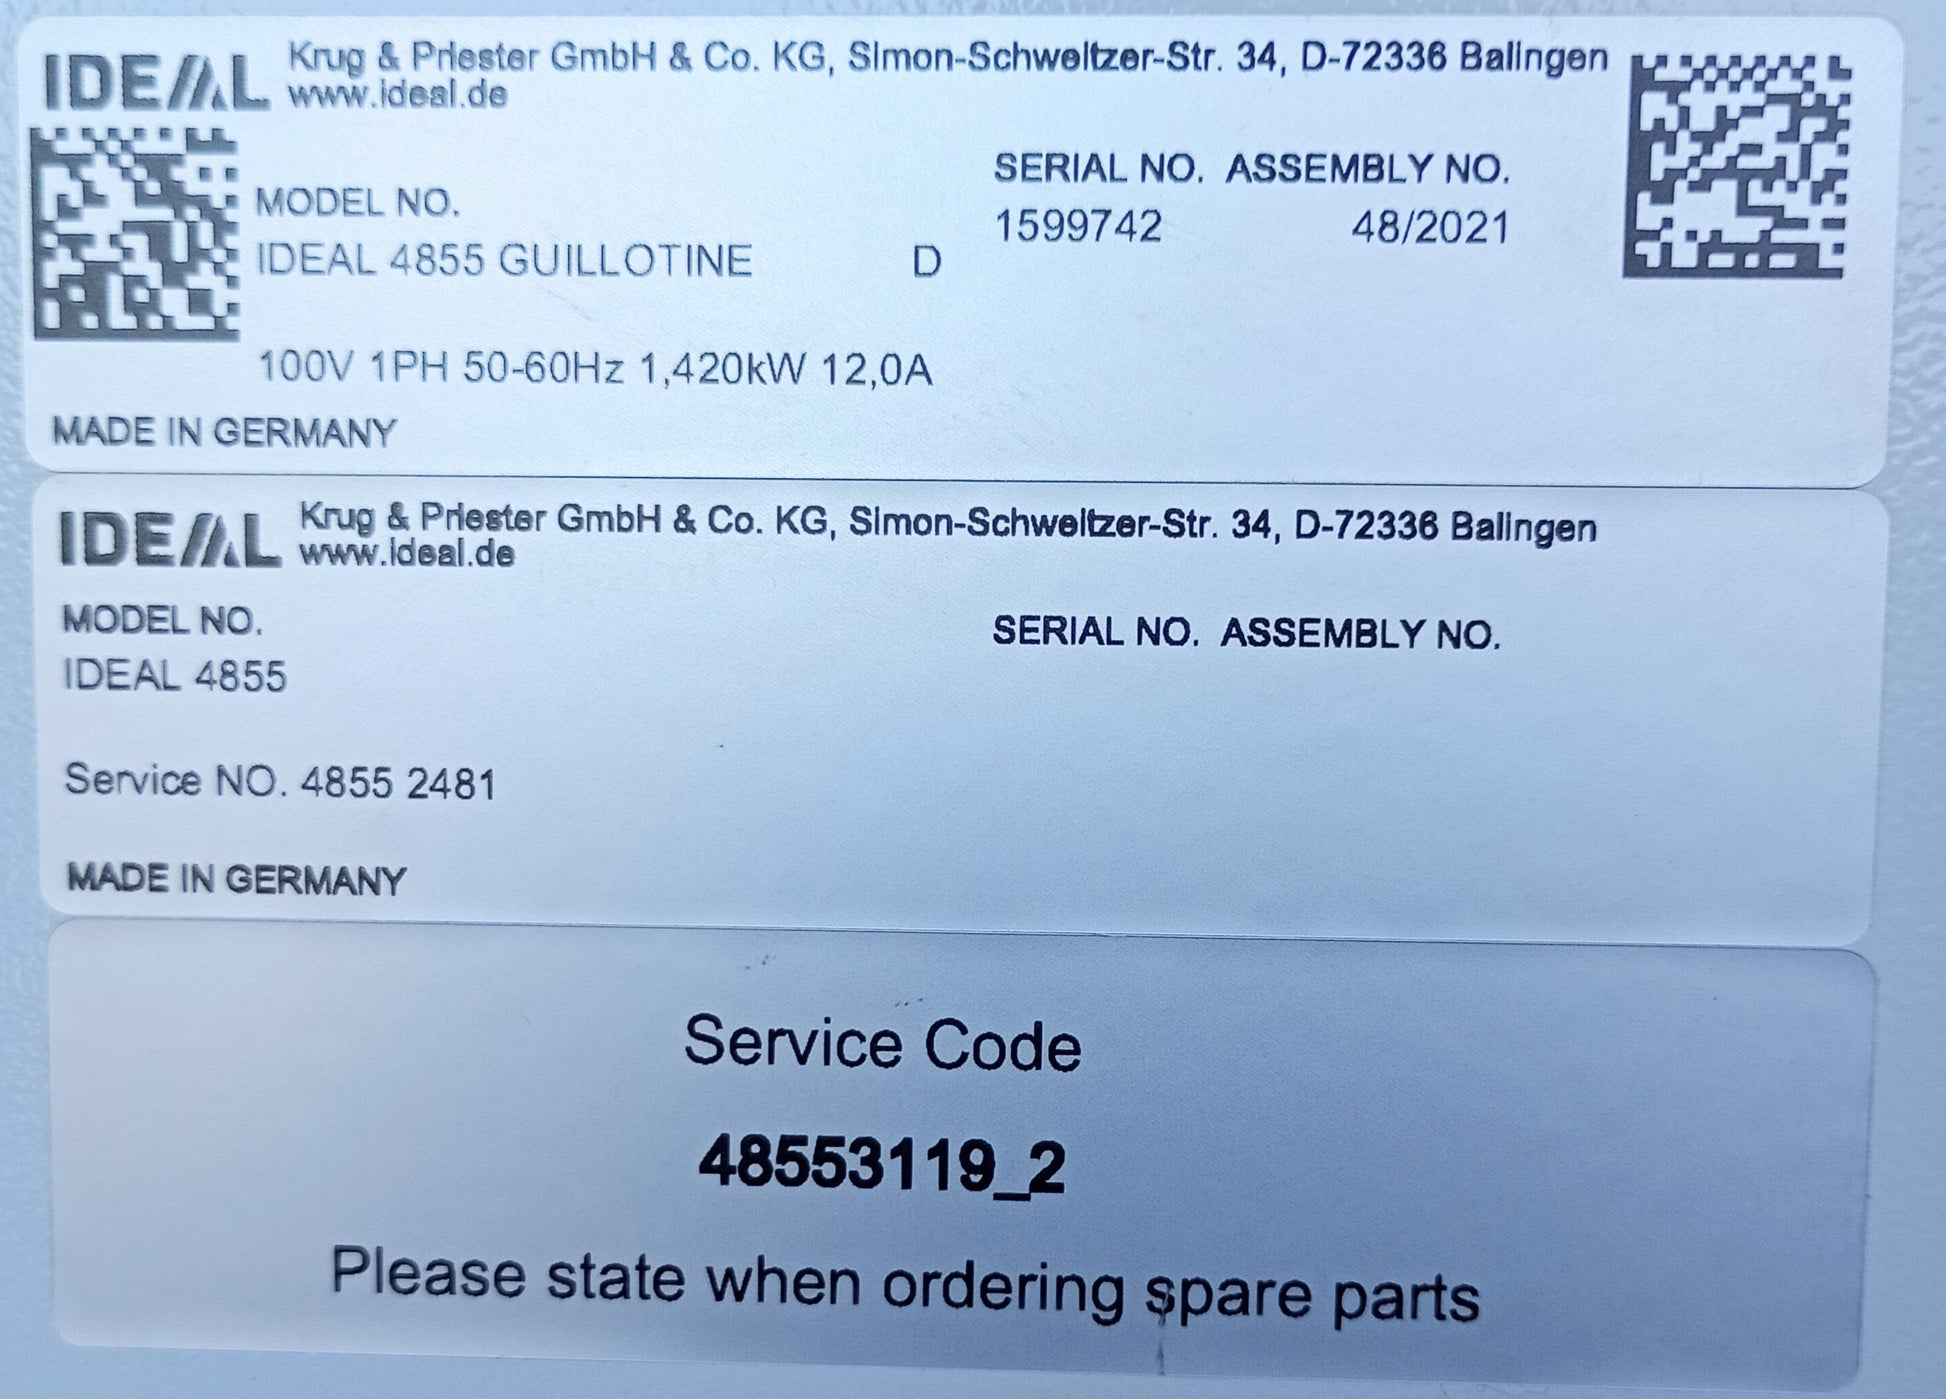 IDEAL Krug & Priester GmbH & Co. KG, Simon-Schweitzer-Str. 34, D-72336 Balingen
www.ideal.de
SERIAL NO. ASSEMBLY NO.
MODEL NO.
1599742 48/2021
IDEAL 4855 GUILLOTINE D
100V 1PH 50-60Hz 1,420kW 12,0A
MADE IN GERMANY
IDEAL Krug & Priester GmbH & Co. KG, Simon-Schweitzer-Str. 34, D-72336 Balingen
www.ideal.de
MODEL NO. SERIAL NO. ASSEMBLY NO.
IDEAL 4855
Service NO. 4855 2481
MADE IN GERMANY
Service Code
48553119_2
Please state when ordering spare parts